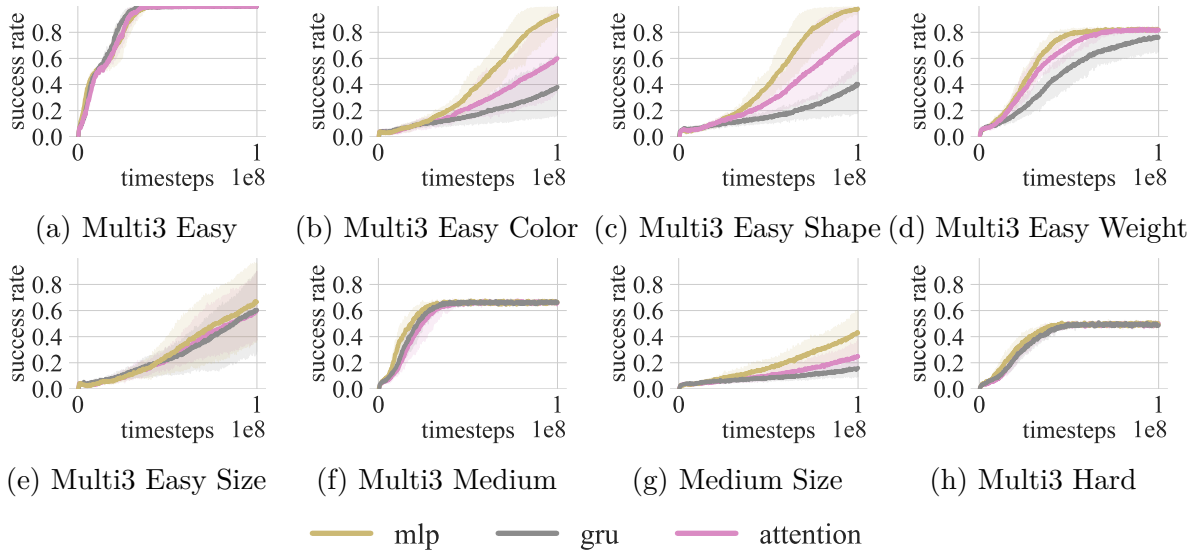 success rate
0.8
0.6
0.4
0.2
0.0
0
1
timesteps
1e8
(a) Multi3 Easy
success rate
0.8
0.6
0.4
0.2
0.0
0
1
timesteps
1e8
(b) Multi3 Easy Color
success rate
0.8
0.6
0.4
0.2
0.0
0
1
timesteps
1e8
(c) Multi3 Easy Shape
success rate
0.8
0.6
0.4
0.2
0.0
0
1
timesteps
1e8
(d) Multi3 Easy Weight
success rate
0.8
0.6
0.4
0.2
0.0
0
1
timesteps
1e8
(e) Multi3 Easy Size
success rate
0.8
0.6
0.4
0.2
0.0
0
1
timesteps
1e8
(f) Multi3 Medium
success rate
0.8
0.6
0.4
0.2
0.0
0
1
timesteps
1e8
(g) Medium Size
success rate
0.8
0.6
0.4
0.2
0.0
0
1
timesteps
1e8
(h) Multi3 Hard
mlp
gru
attention